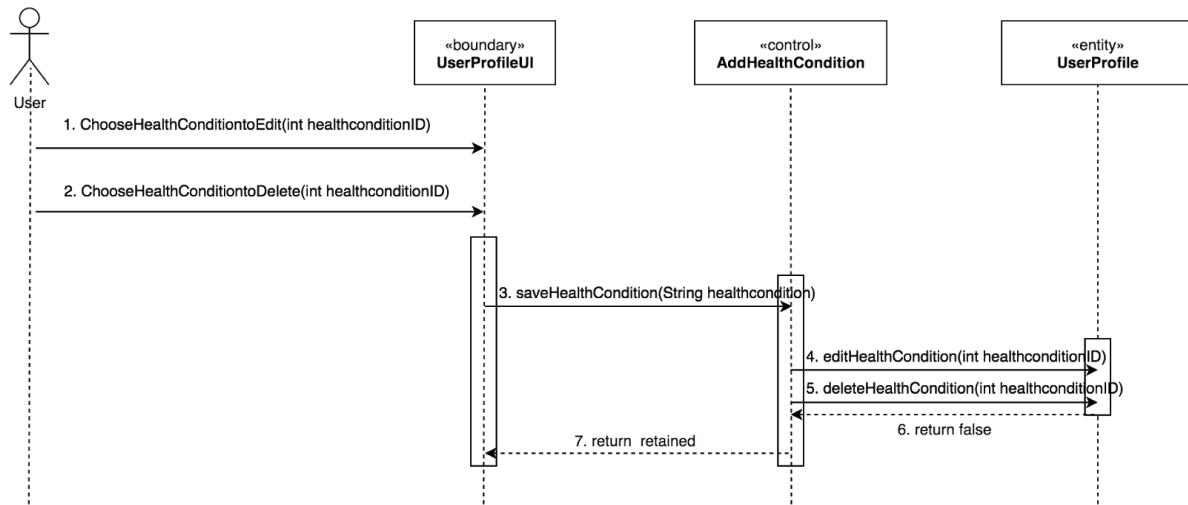 «boundary»
UserProfileUI
«control»
AddHealthCondition
«entity»
UserProfile
User
1. ChooseHealthConditiontoEdit(int healthconditionID)
2. ChooseHealthConditiontoDelete(int healthconditionID)
3. saveHealthCondition(String healthcondition)
4. editHealthCondition(int healthconditionID)
5. deleteHealthCondition(int healthconditionID)
6. return false
7. return retained